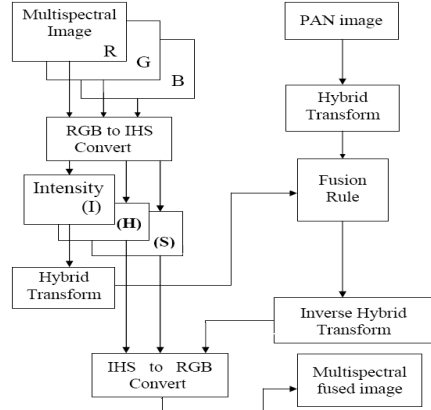 Multispectral
Image
R
G
B
RGB to IHS
Convert
Intensity
(I)
(H)
(S)
Hybrid
Transform
IHS to RGB
Convert
PAN image
Hybrid
Transform
Fusion
Rule
Inverse Hybrid
Transform
Multispectral
fused image